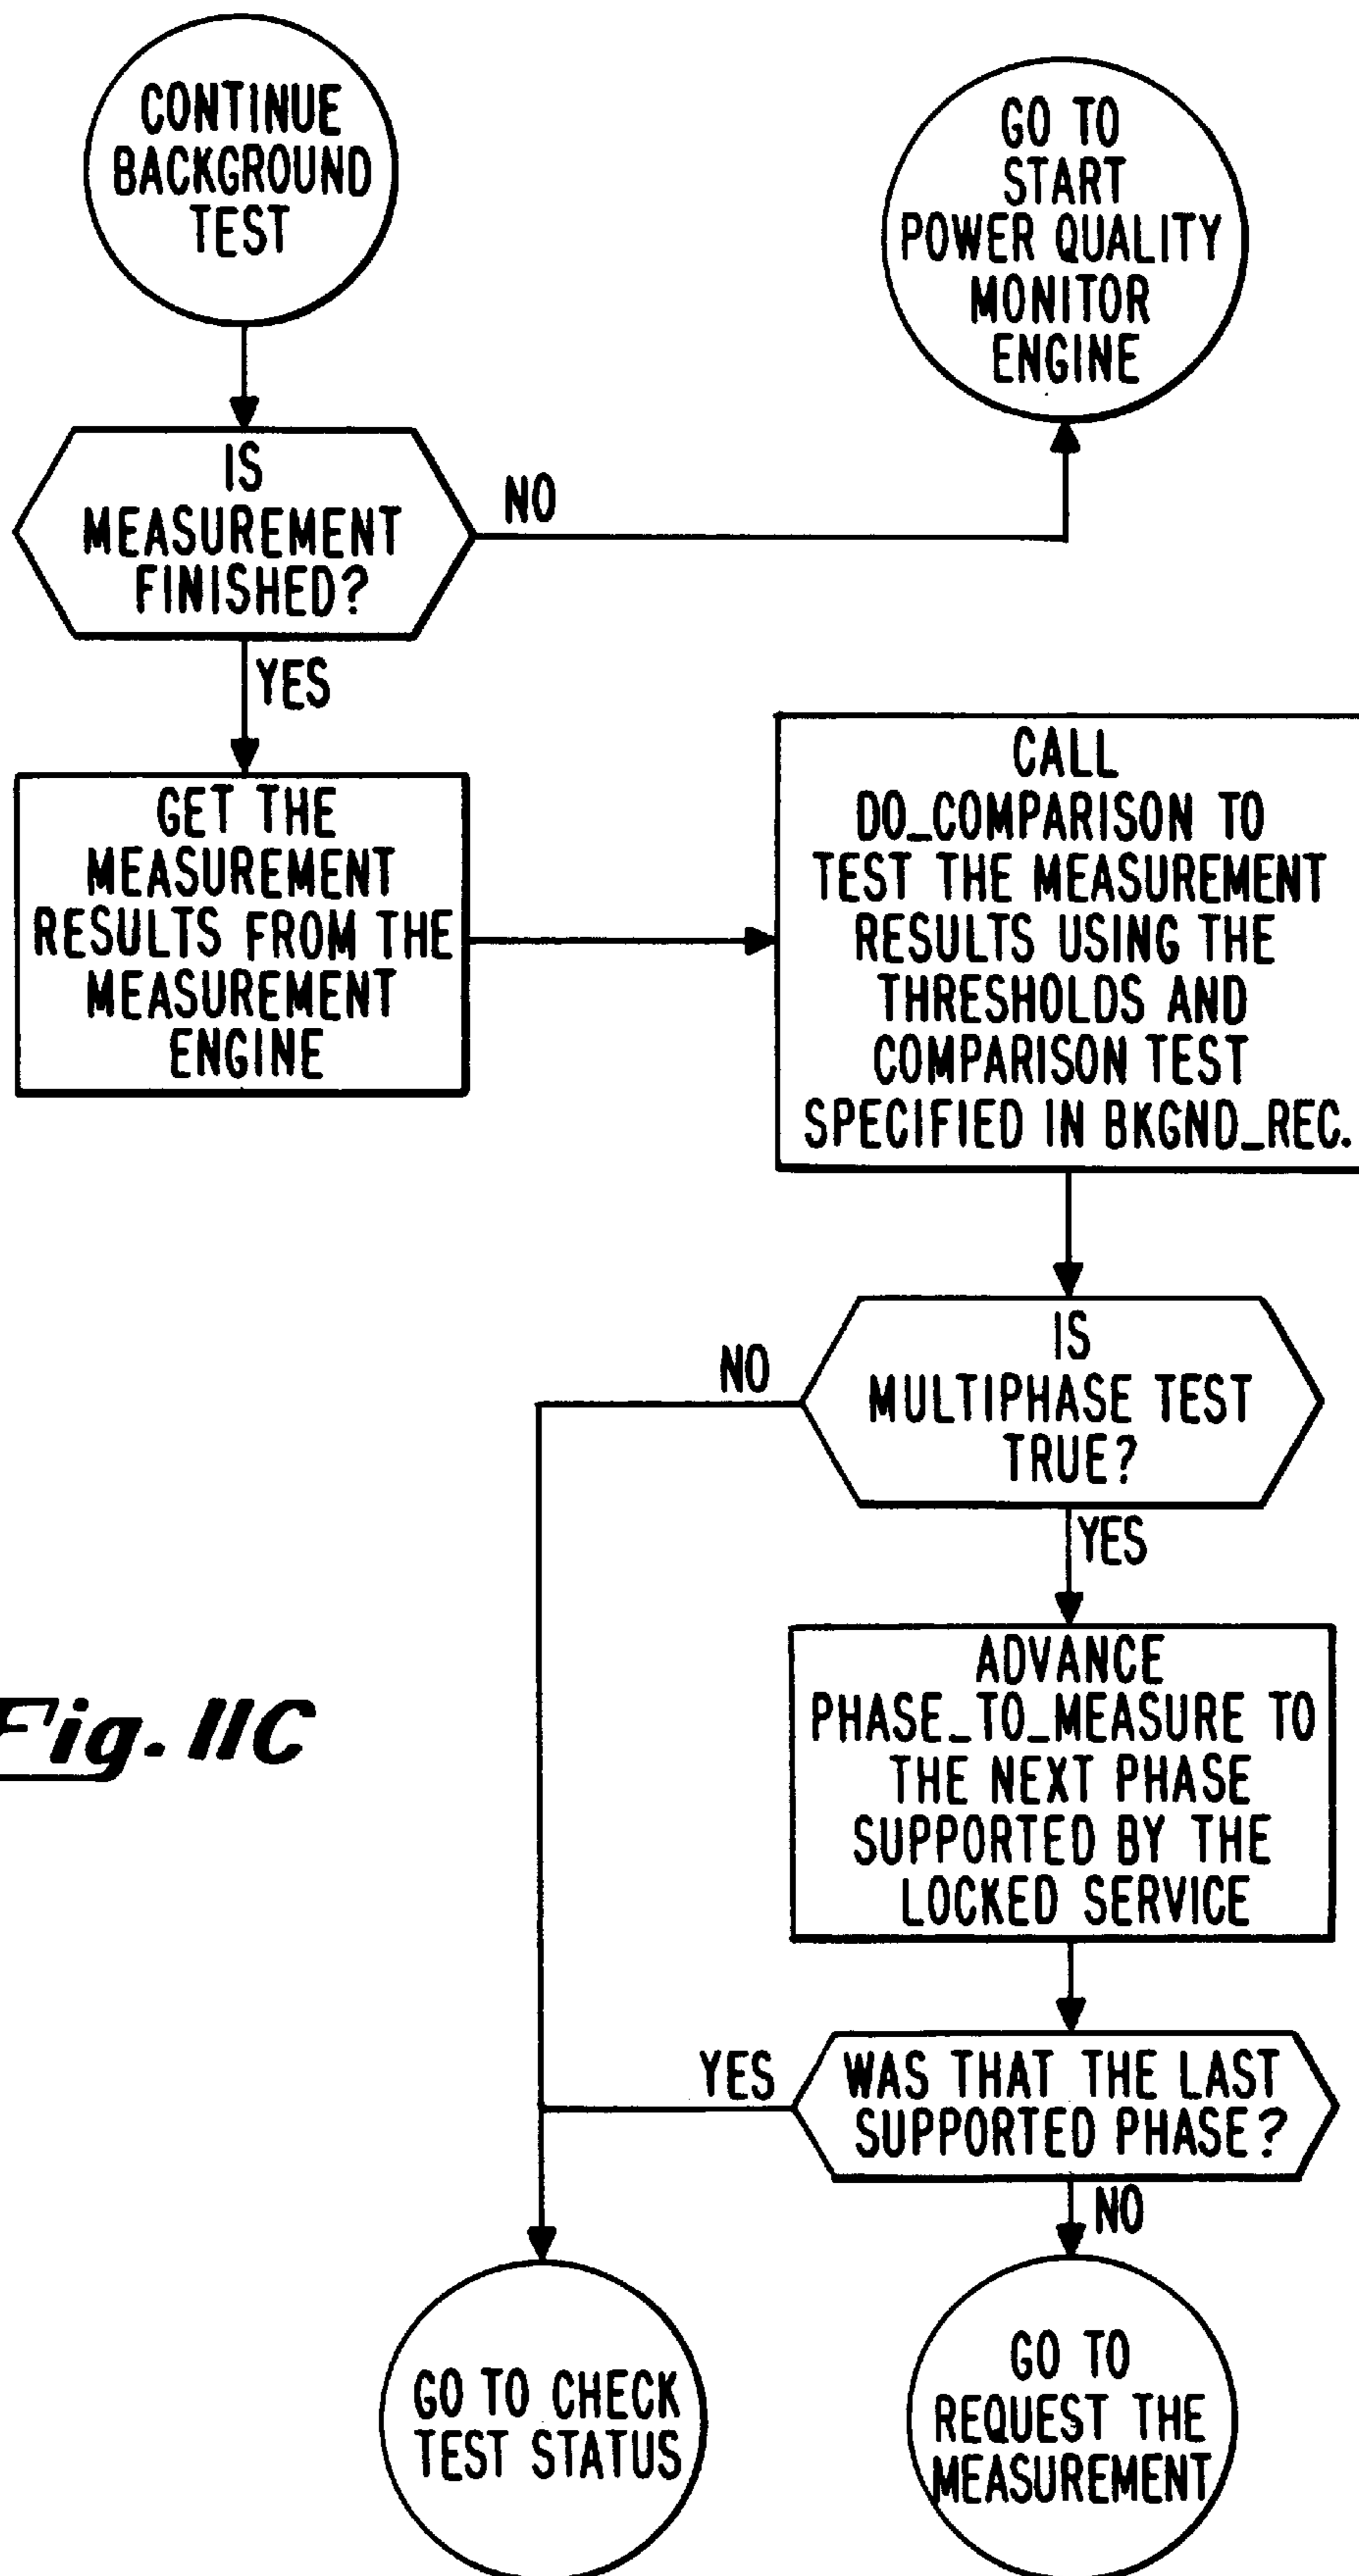 CONTINUE
BACKGROUND
TEST
GO TO
START
POWER QUALITY
MONITOR
ENGINE
IS
MEASUREMENT
FINISHED?
NO
YES
GET THE
MEASUREMENT
RESULTS FROM THE
MEASUREMENT
ENGINE
CALL
DO_COMPARISON TO
TEST THE MEASUREMENT
RESULTS USING THE
THRESHOLDS AND
COMPARISON TEST
SPECIFIED IN BKGND_REC.
IS
MULTIPHASE TEST
TRUE?
NO
YES
ADVANCE
PHASE_TO_MEASURE TO
THE NEXT PHASE
SUPPORTED BY THE
LOCKED SERVICE
Fig. 11C
WAS THAT THE LAST
SUPPORTED PHASE?
YES
NO
GO TO CHECK
TEST STATUS
GO TO
REQUEST THE
MEASUREMENT